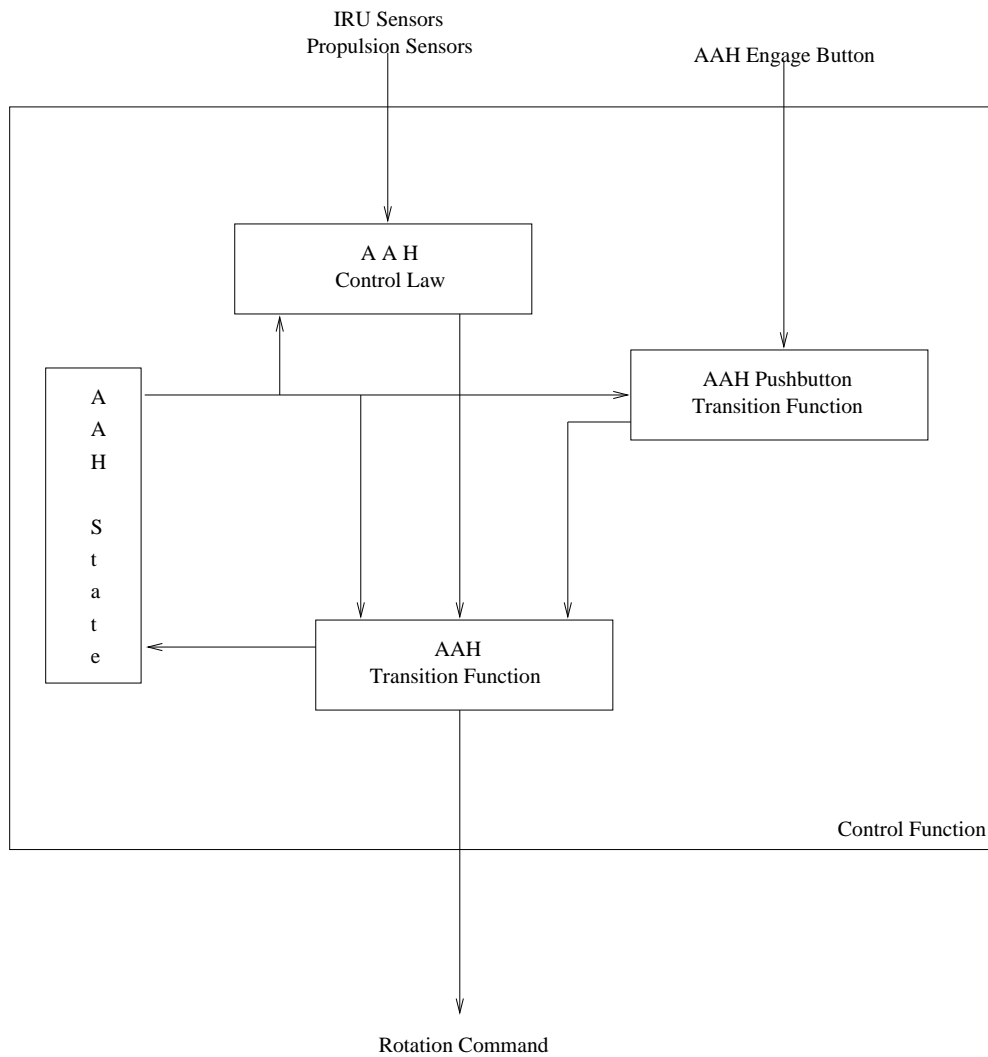 IRU Sensors
Propulsion Sensors
AAH Engage Button
A A H
Control Law
AAH Pushbutton
Transition Function
A
A
H
S
t
a
t
e
AAH
Transition Function
Control Function
Rotation Command